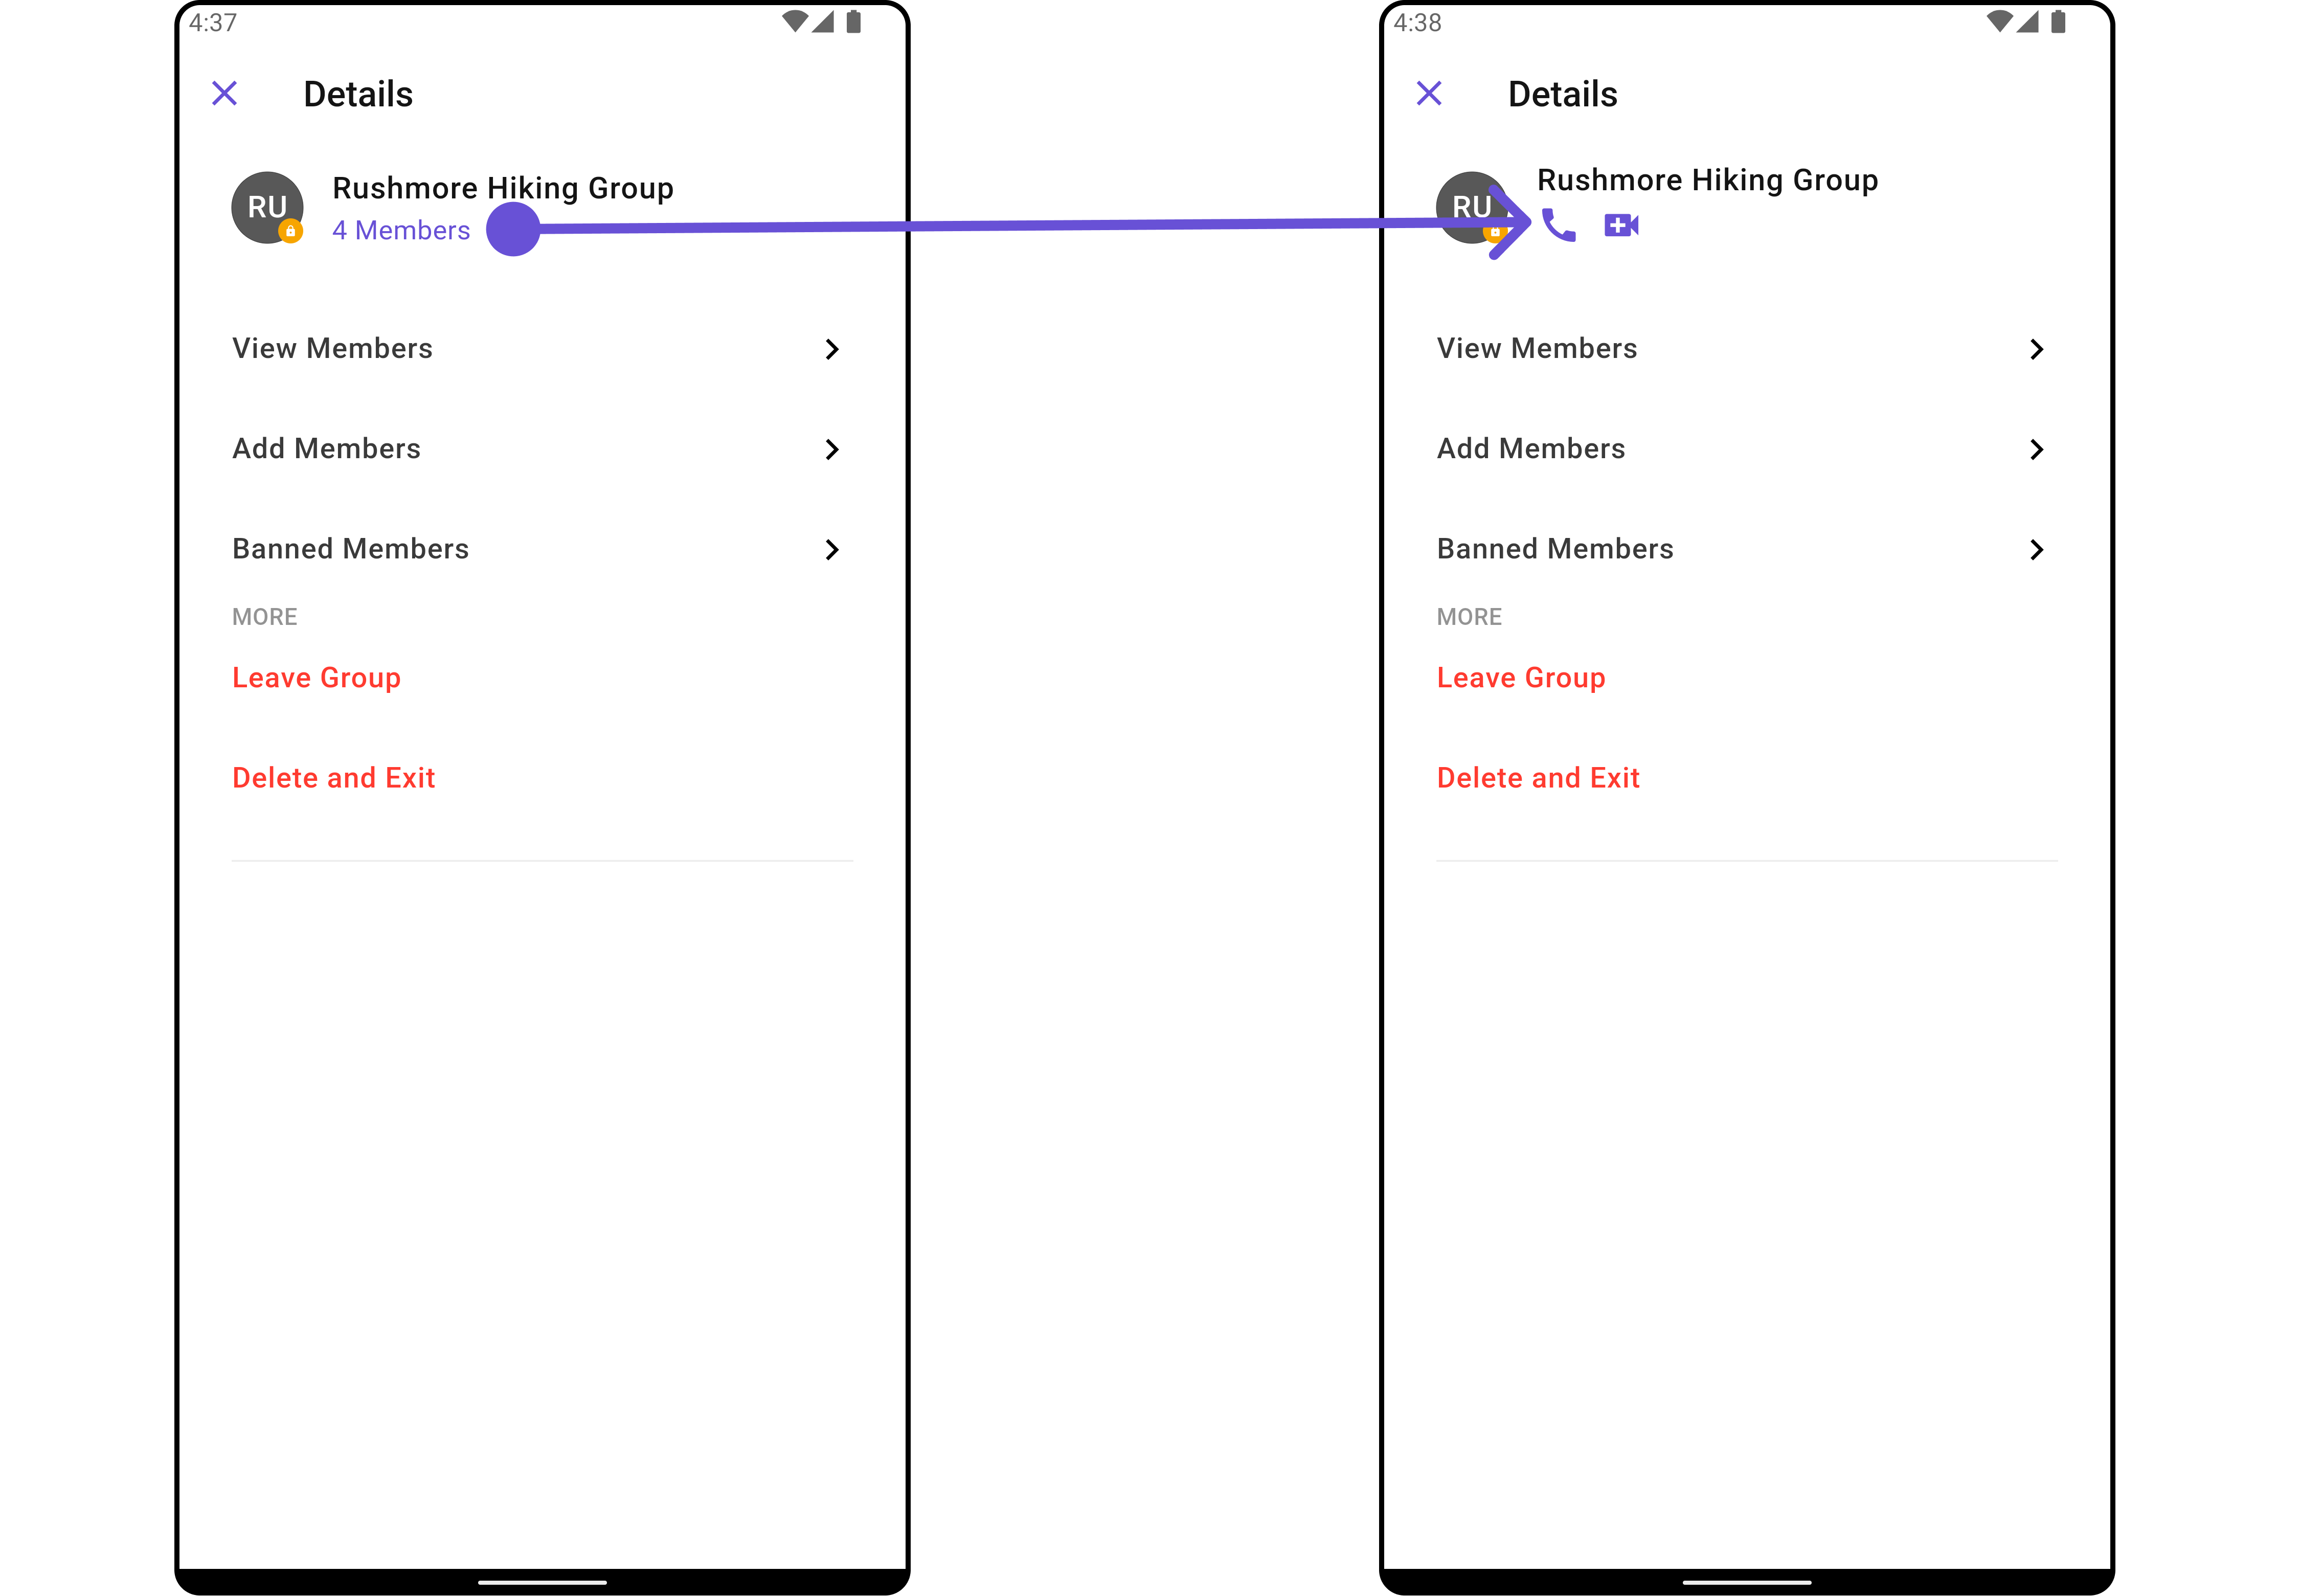 4:37
Details
RU
Rushmore Hiking Group
4 Members
View Members
Add Members
Banned Members
MORE
Leave Group
Delete and Exit
4:38
Details
RU
Rushmore Hiking Group
View Members
Add Members
Banned Members
MORE
Leave Group
Delete and Exit